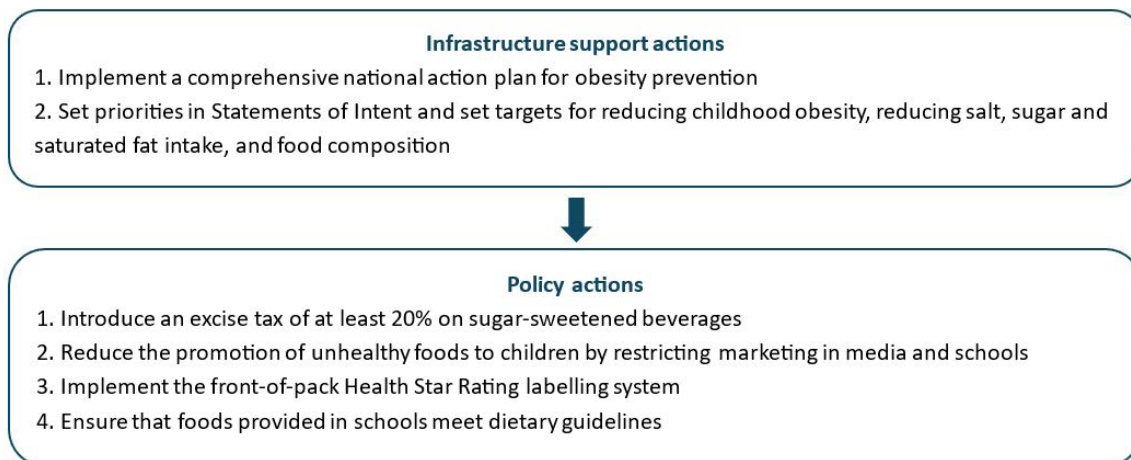 Infrastructure support actions
1. Implement a comprehensive national action plan for obesity prevention
2. Set priorities in Statements of Intent and set targets for reducing childhood obesity, reducing salt, sugar and
saturated fat intake, and food composition
Policy actions
1. Introduce an excise tax of at least 20% on sugar-sweetened beverages
2. Reduce the promotion of unhealthy foods to children by restricting marketing in media and schools
3. Implement the front-of-pack Health Star Rating labelling system
4. Ensure that foods provided in schools meet dietary guidelines